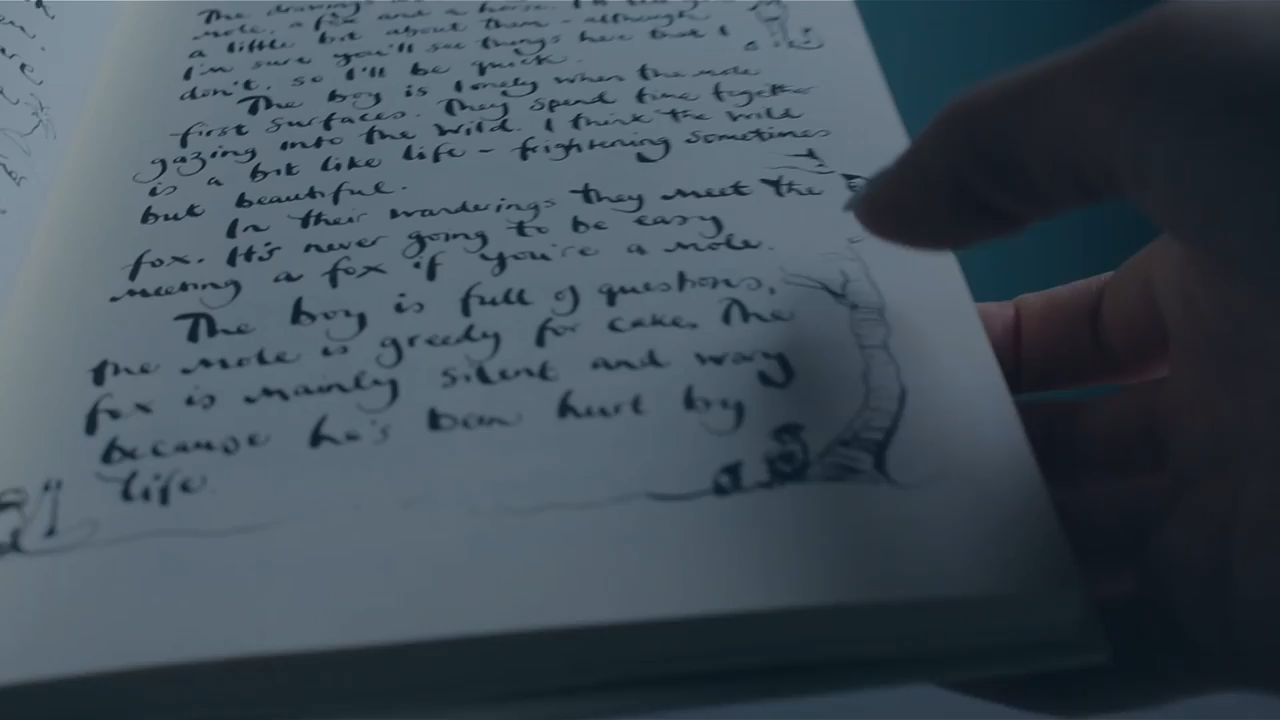 The drawings
mole, a fox and a horse. I'll tell you
a little bit about them – although
I'm sure you'll see things here that I
don't, so I'll be quick.
The boy is lonely when the mole
first surfaces. They spend time together
gazing into the wild. I think the wild
is a bit like life – frightening sometimes
but beautiful.
In their wanderings they meet the
fox. It's never going to be easy
meeting a fox if you're a mole.
The boy is full of questions,
the mole is greedy for cake. The
fox is mainly silent and wary
because he's been hurt by
life.